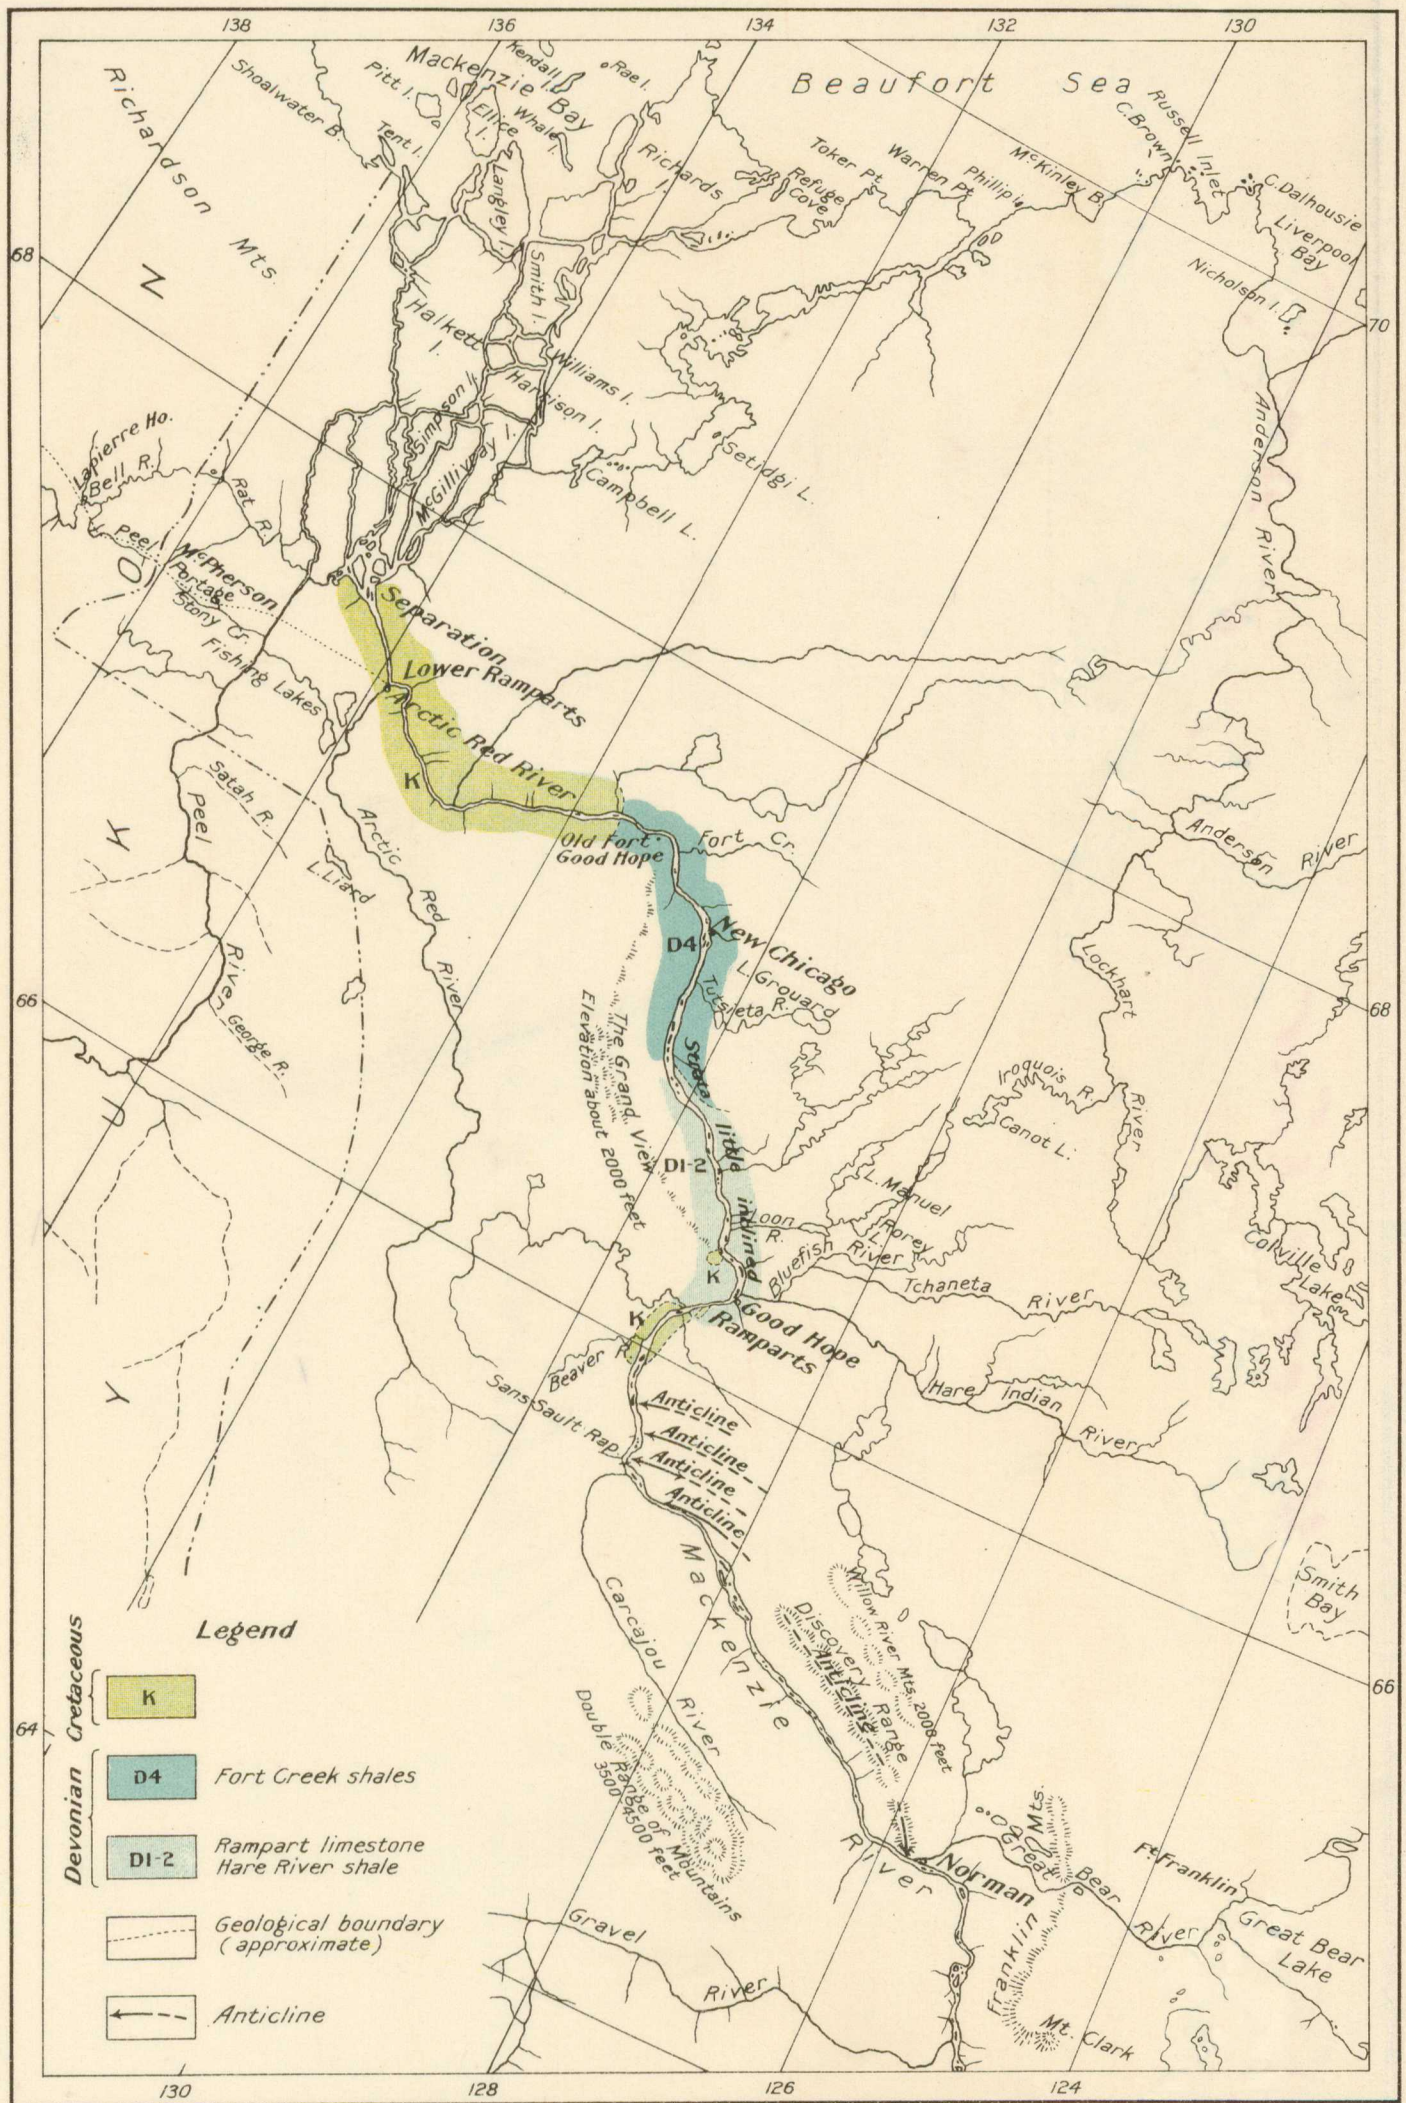 138
136
134
132
130
Richardson
Mts.
Shoalwater B.
Pitt I.
Tent I.
Mackenzie Bay
Kendall I.
Rae I.
Ellice I.
Whale I.
Langley I.
Richards
Beaufort Sea
Toker Pt.
Refuge
Cove
Warren Pt.
Phillip I.
McKinley B.
C. Brown
Russell Inlet
C. Dalhousie
Liverpool
Bay
Nicholson I.
68
70
Smith I.
Halkett
I.
Williams I.
Harrison I.
Simpson I.
McGillivray I.
Campbell L.
Setidgi L.
Anderson River
Lapierre Ho.
Bell R.
Rat R.
Peel
McPherson
Portage
Stony Cr.
Fishing Lakes
Separation
Lower Ramparts
Arctic Red River
K
YUKON
Satah R.
Peel
River
L. Liard
Arctic
Red
River
George R.
Old Fort
Good Hope
Fort Cr.
D4
New Chicago
L. Grouard
Tutsieta R.
Anderson
River
Lockhart
River
66
68
The Grand View
Elevation about 2000 feet
Strata
little
inclined
D1-2
Iroquois R.
Canot L.
L. Manuel
Loon
R.
Rorey
L.
Bluefish River
Tchaneta
River
Colville
Lake
K
K
Good Hope
Ramparts
Beaver R.
Sans Sault Rap.
Hare Indian
River
Anticline
Anticline
Anticline
Anticline
Mackenzie
River
Carcajou
River
Willow River Mts. 2000 feet
Discovery Range
Anticline
Double Range of Mountains
3500 - 4500 feet
Smith
Bay
64
66
Norman
Great
Bear
River
Mts.
Franklin
Mt. Clark
Ft. Franklin
Great Bear
Lake
Gravel
River
Legend
Cretaceous
K
Devonian
D4
Fort Creek shales
D1-2
Rampart limestone
Hare River shale
Geological boundary
(approximate)
Anticline
130
128
126
124